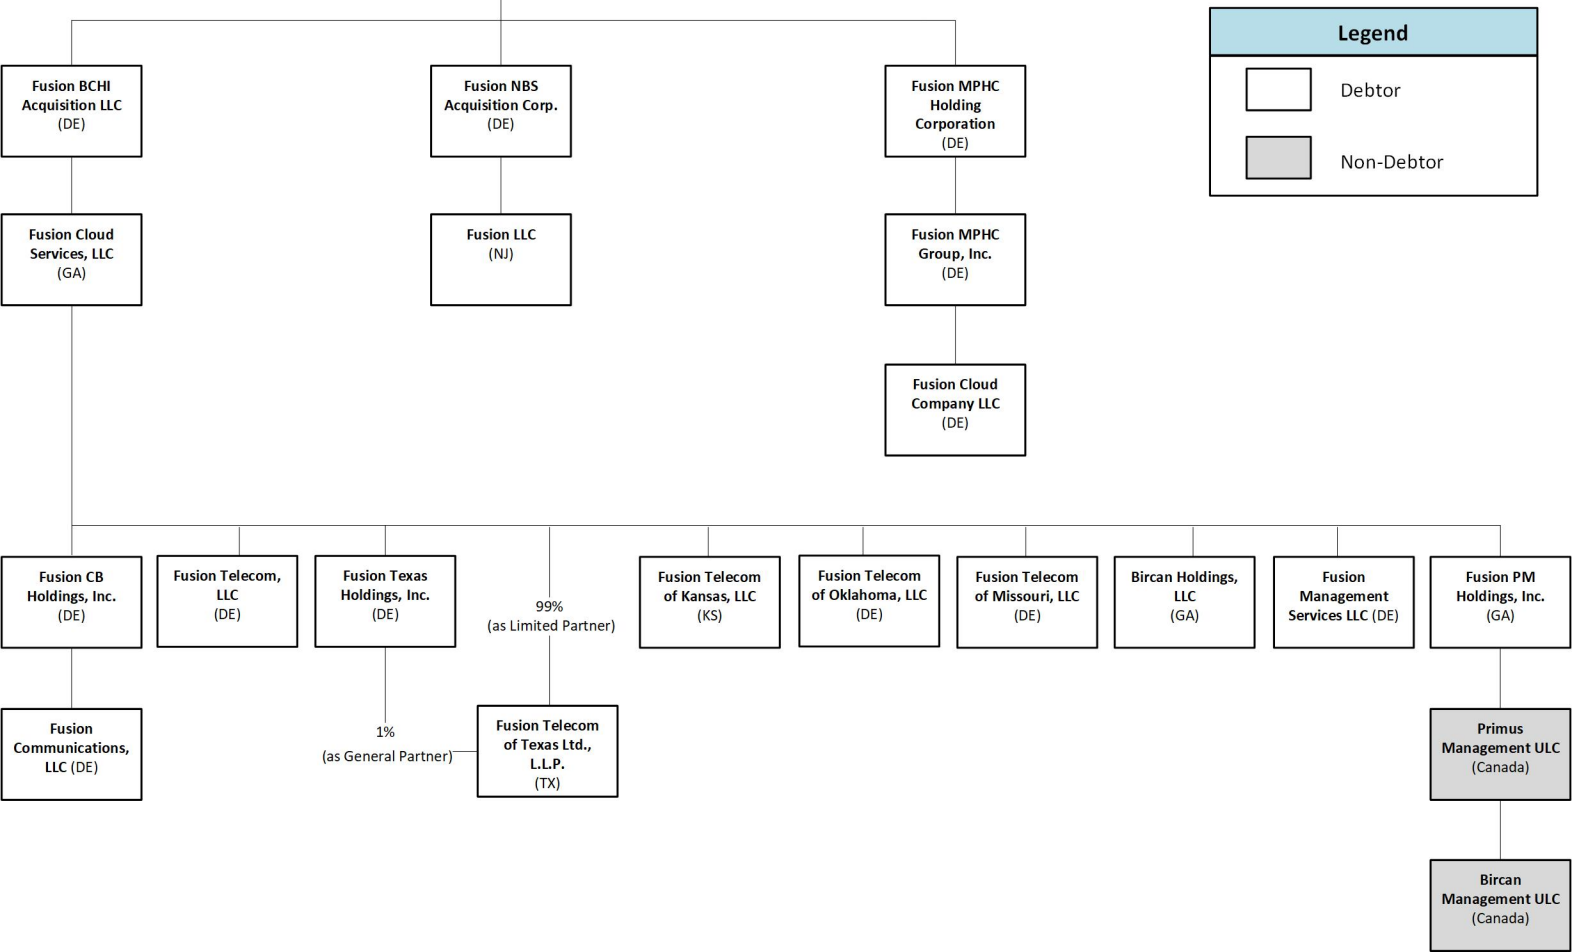 Legend
Debtor
Non-Debtor
Fusion BCHI
Acquisition LLC
(DE)
Fusion NBS
Acquisition Corp.
(DE)
Fusion MPHC
Holding
Corporation
(DE)
Fusion Cloud
Services, LLC
(GA)
Fusion LLC
(NJ)
Fusion MPHC
Group, Inc.
(DE)
Fusion Cloud
Company LLC
(DE)
Fusion CB
Holdings, Inc.
(DE)
Fusion Telecom,
LLC
(DE)
Fusion Texas
Holdings, Inc.
(DE)
99%
(as Limited Partner)
Fusion Telecom
of Kansas, LLC
(KS)
Fusion Telecom
of Oklahoma, LLC
(DE)
Fusion Telecom
of Missouri, LLC
(DE)
Bircan Holdings,
LLC
(GA)
Fusion
Management
Services LLC (DE)
Fusion PM
Holdings, Inc.
(GA)
Fusion
Communications,
LLC (DE)
1%
(as General Partner)
Fusion Telecom
of Texas Ltd.,
L.L.P.
(TX)
Primus
Management ULC
(Canada)
Bircan
Management ULC
(Canada)